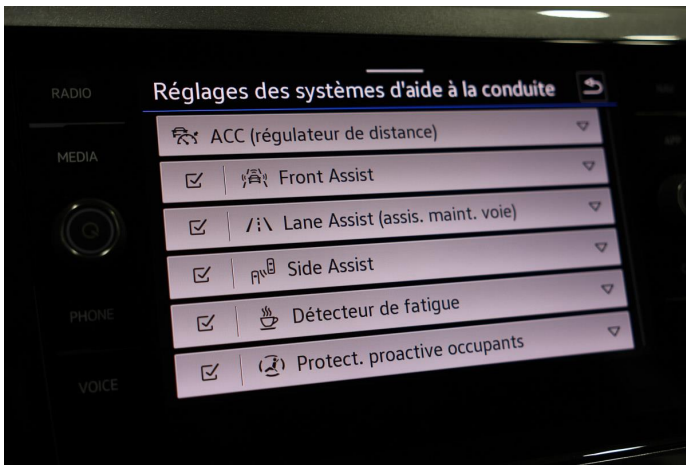 RADIO
MEDIA
PHONE
VOICE
Réglages des systèmes d'aide à la conduite
ACC (régulateur de distance)
Front Assist
Lane Assist (assis. maint. voie)
Side Assist
Détecteur de fatigue
Protect. proactive occupants